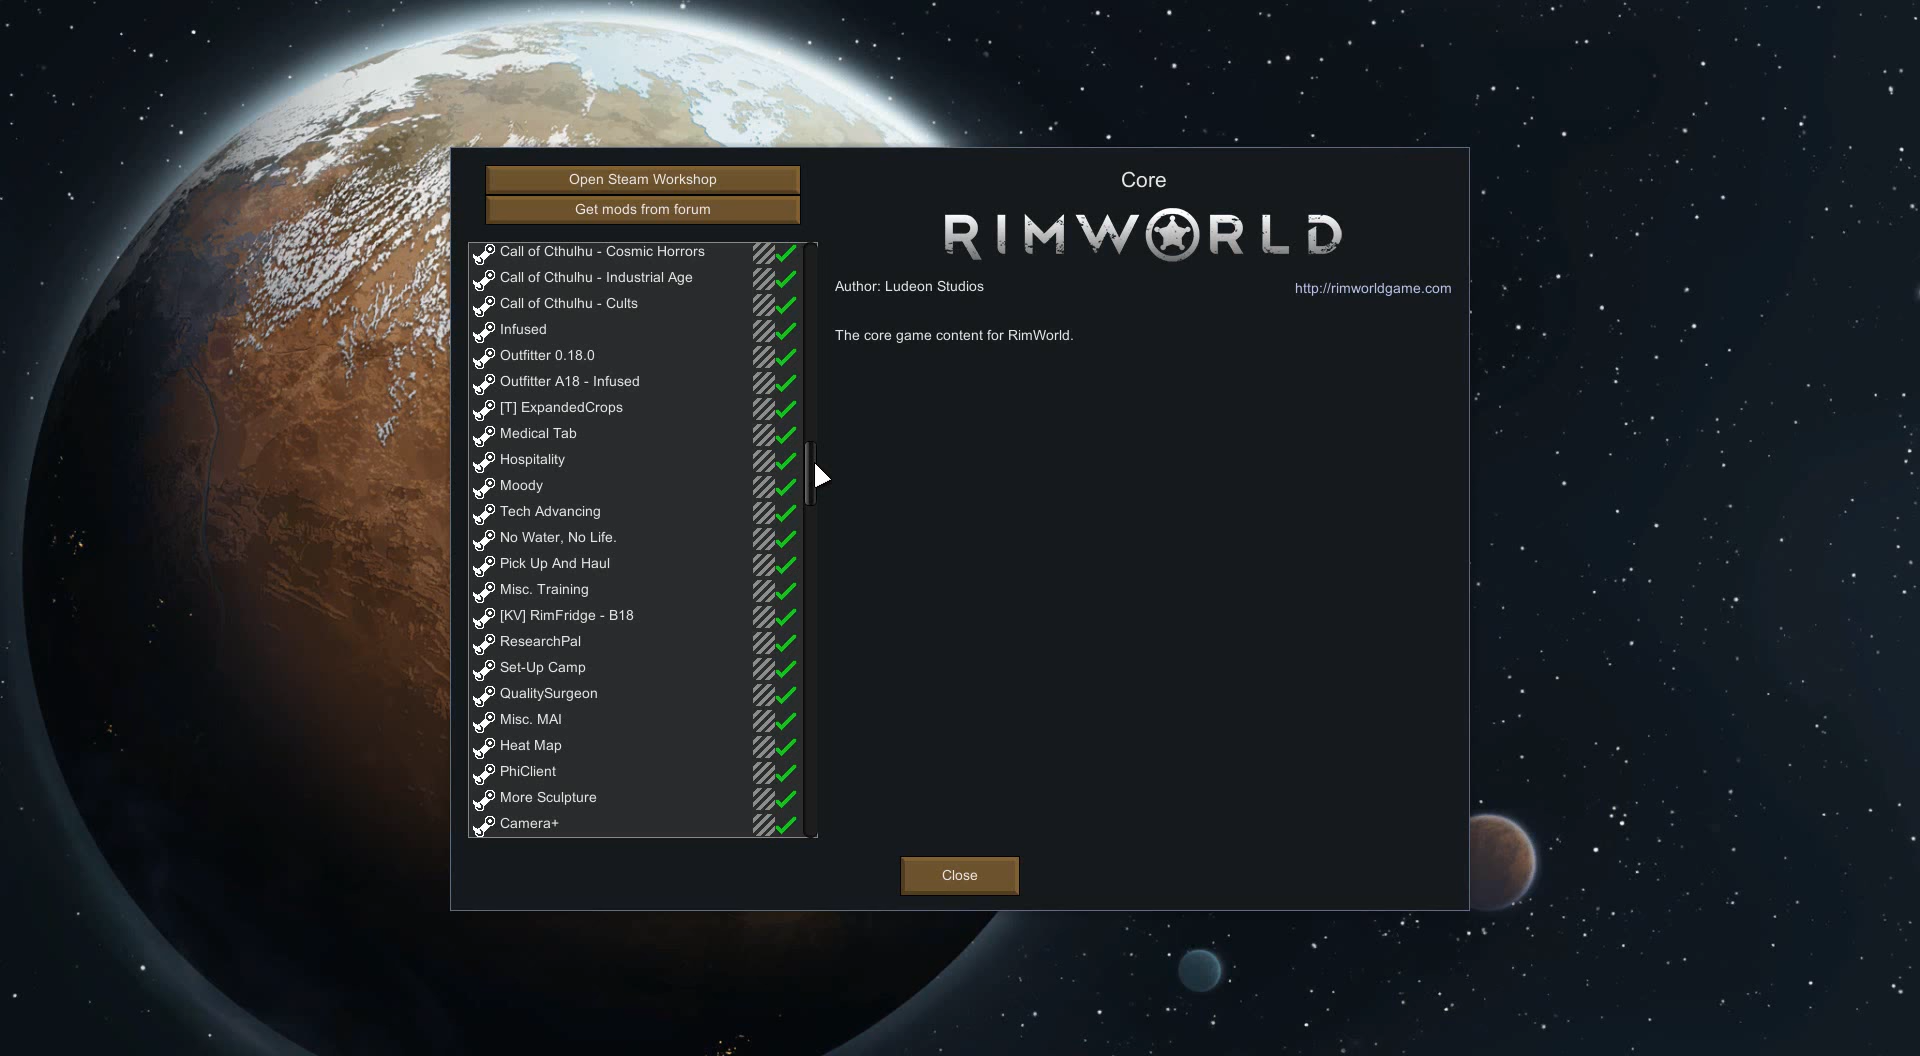 Open Steam Workshop
Get mods from forum
Call of Cthulhu - Cosmic Horrors
Call of Cthulhu - Industrial Age
Call of Cthulhu - Cults
Infused
Outfitter 0.18.0
Outfitter A18 - Infused
[T] ExpandedCrops
Medical Tab
Hospitality
Moody
Tech Advancing
No Water, No Life.
Pick Up And Haul
Misc. Training
[KV] RimFridge - B18
ResearchPal
Set-Up Camp
QualitySurgeon
Misc. MAI
Heat Map
PhiClient
More Sculpture
Camera+
Core
RIMWORLD
Author: Ludeon Studios
http://rimworldgame.com
The core game content for RimWorld.
Close